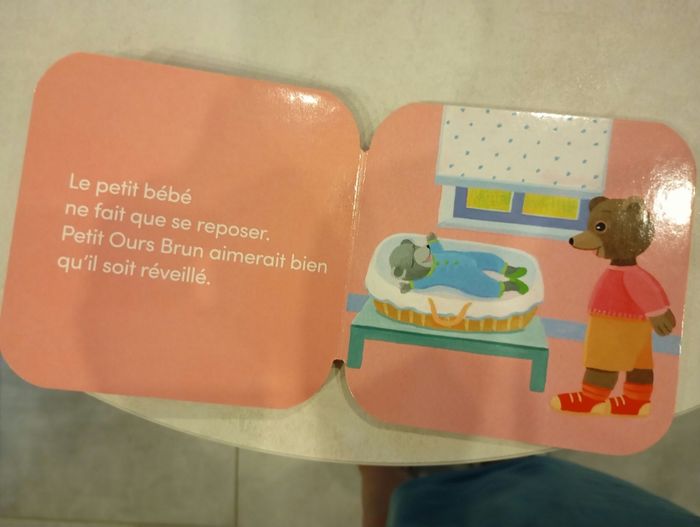 Le petit bébé
ne fait que se reposer.
Petit Ours Brun aimerait bien
qu'il soit réveillé.